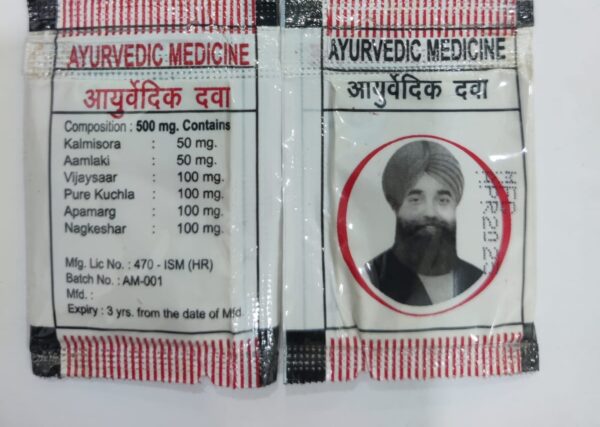 AYURVEDIC MEDICINE
आयुर्वेदिक दवा
Composition : 500 mg. Contains
Kalmisora : 50 mg.
Aamlaki : 50 mg.
Vijaysaar : 100 mg.
Pure Kuchla : 100 mg.
Apamarg : 100 mg.
Nagkeshar : 100 mg.
Mfg. Lic No. : 470 - ISM (HR)
Batch No. : AM-001
Mfd. :
Expiry : 3 yrs. from the date of Mfd
AYURVEDIC MEDICINE
आयुर्वेदिक दवा